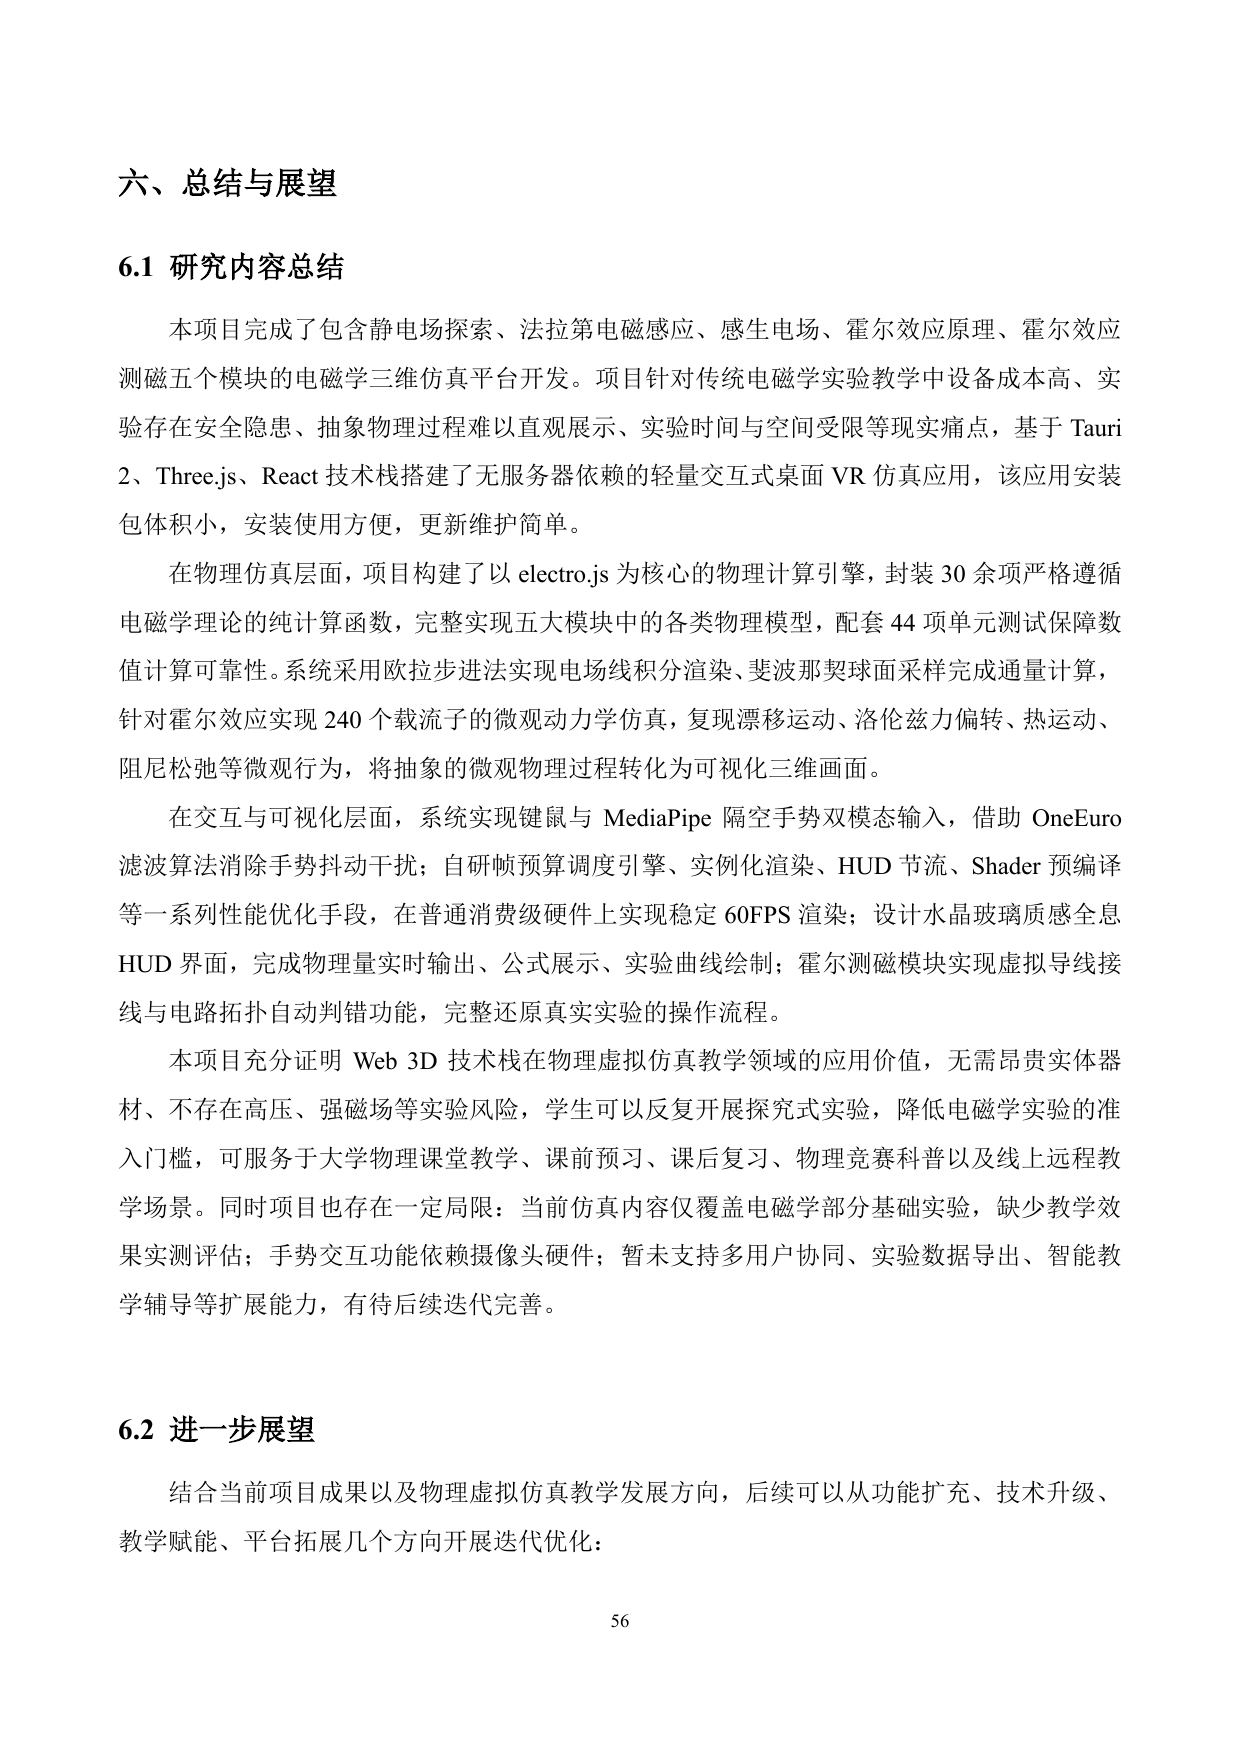 六、总结与展望
6.1 研究内容总结
本项目完成了包含静电场探索、法拉第电磁感应、感生电场、霍尔效应原理、霍尔效应
测磁五个模块的电磁学三维仿真平台开发。项目针对传统电磁学实验教学中设备成本高、实
验存在安全隐患、抽象物理过程难以直观展示、实验时间与空间受限等现实痛点，基于 Tauri
2、Three.js、React 技术栈搭建了无服务器依赖的轻量交互式桌面 VR 仿真应用，该应用安装
包体积小，安装使用方便，更新维护简单。
在物理仿真层面，项目构建了以 electro.js 为核心的物理计算引擎，封装 30 余项严格遵循
电磁学理论的纯计算函数，完整实现五大模块中的各类物理模型，配套 44 项单元测试保障数
值计算可靠性。系统采用欧拉步进法实现电场线积分渲染、斐波那契球面采样完成通量计算，
针对霍尔效应实现 240 个载流子的微观动力学仿真，复现漂移运动、洛伦兹力偏转、热运动、
阻尼松弛等微观行为，将抽象的微观物理过程转化为可视化三维画面。
在交互与可视化层面，系统实现键鼠与 MediaPipe 隔空手势双模态输入，借助 OneEuro
滤波算法消除手势抖动干扰；自研帧预算调度引擎、实例化渲染、HUD 节流、Shader 预编译
等一系列性能优化手段，在普通消费级硬件上实现稳定 60FPS 渲染；设计水晶玻璃质感全息
HUD 界面，完成物理量实时输出、公式展示、实验曲线绘制；霍尔测磁模块实现虚拟导线接
线与电路拓扑自动判错功能，完整还原真实实验的操作流程。
本项目充分证明 Web 3D 技术栈在物理虚拟仿真教学领域的应用价值，无需昂贵实体器
材、不存在高压、强磁场等实验风险，学生可以反复开展探究式实验，降低电磁学实验的准
入门槛，可服务于大学物理课堂教学、课前预习、课后复习、物理竞赛科普以及线上远程教
学场景。同时项目也存在一定局限：当前仿真内容仅覆盖电磁学部分基础实验，缺少教学效
果实测评估；手势交互功能依赖摄像头硬件；暂未支持多用户协同、实验数据导出、智能教
学辅导等扩展能力，有待后续迭代完善。
6.2 进一步展望
结合当前项目成果以及物理虚拟仿真教学发展方向，后续可以从功能扩充、技术升级、
教学赋能、平台拓展几个方向开展迭代优化：
56